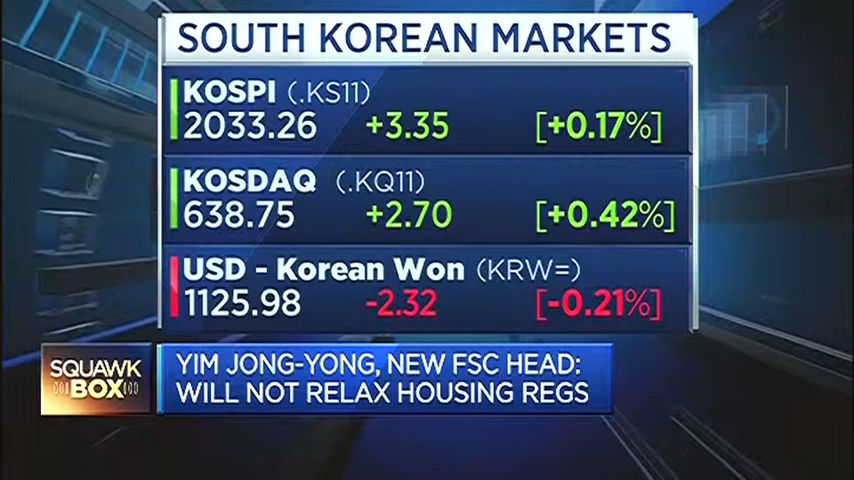 SOUTH KOREAN MARKETS
KOSPI (.KS11)
2033.26 +3.35 [+0.17%]
KOSDAQ (.KQ11)
638.75 +2.70 [+0.42%]
USD - Korean Won (KRW=)
1125.98 -2.32 [-0.21%]
SQUAWK
BOX
YIM JONG-YONG, NEW FSC HEAD:
WILL NOT RELAX HOUSING REGS